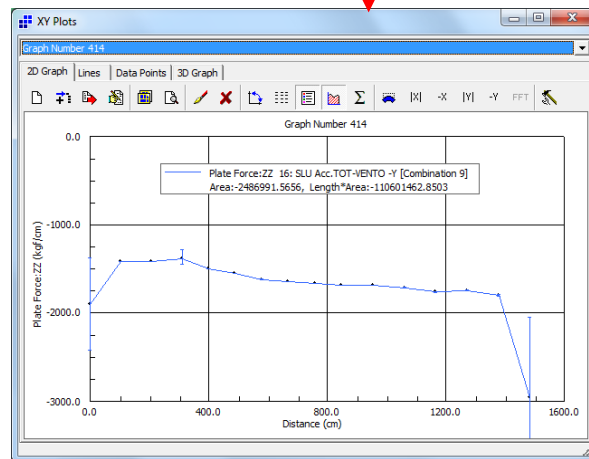 XY Plots
Graph Number 414
2D Graph Lines Data Points 3D Graph
Σ |X| -X |Y| -Y FFT
Graph Number 414
Plate Force:ZZ 16: SLU Acc.TOT-VENTO -Y [Combination 9]
Area:-2486991.5656, Length*Area:-110601462.8503
0.0
-1000.0
-2000.0
-3000.0
Plate Force:ZZ (kgf/cm)
0.0 400.0 800.0 1200.0 1600.0
Distance (cm)